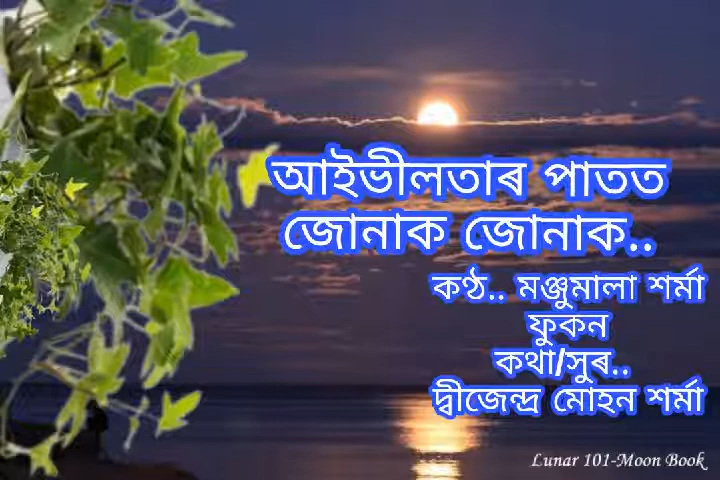 আইভীলতাৰ পাতত
জোনাক জোনাক..
কণ্ঠ.. মঞ্জুমালা শৰ্মা
ফুকন
কথা/সুৰ..
দ্বীজেন্দ্ৰ মোহন শৰ্মা
Lunar 101-Moon Book